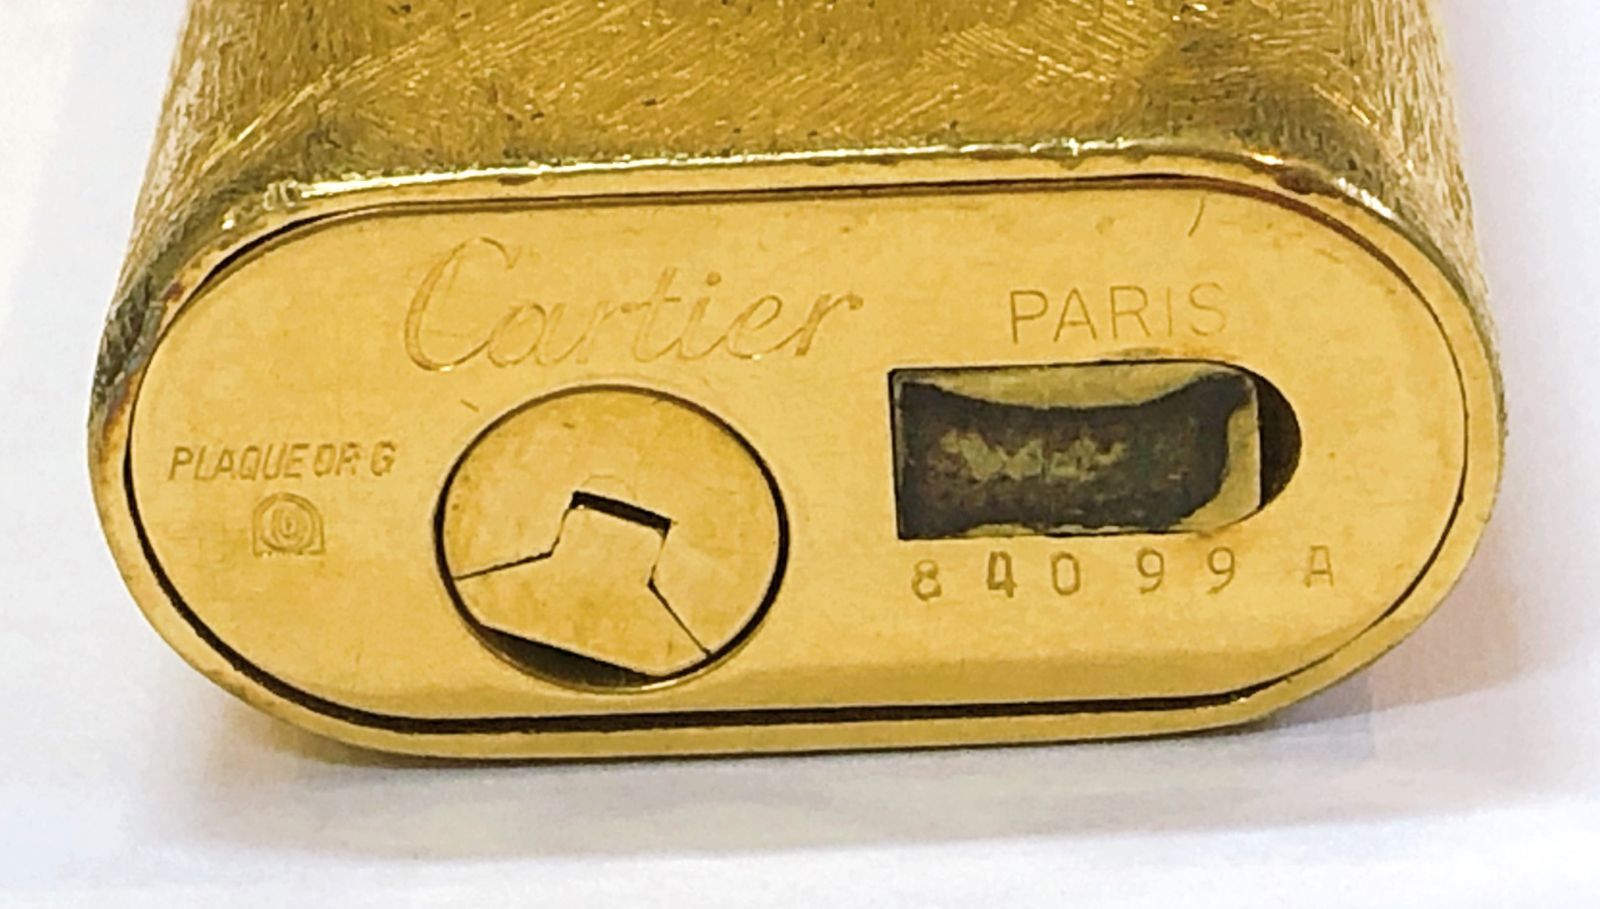 Cartier
PARIS
PLAQUE OR G
84099 A